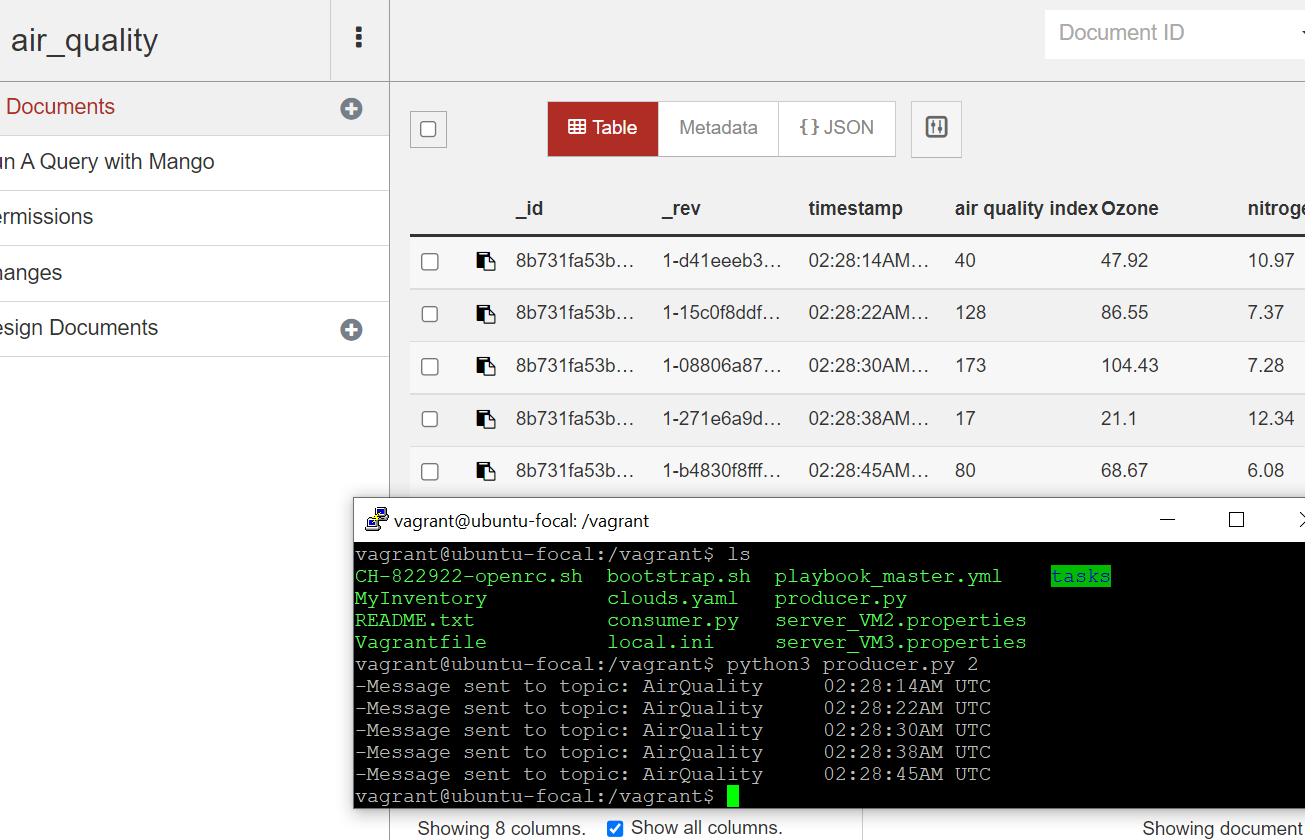 air_quality
Document ID
Documents
un A Query with Mango
ermissions
hanges
esign Documents
Table Metadata {} JSON
_id _rev timestamp air quality index Ozone nitroge
8b731fa53b... 1-d41eeeb3... 02:28:14AM... 40 47.92 10.97
8b731fa53b... 1-15c0f8ddf... 02:28:22AM... 128 86.55 7.37
8b731fa53b... 1-08806a87... 02:28:30AM... 173 104.43 7.28
8b731fa53b... 1-271e6a9d... 02:28:38AM... 17 21.1 12.34
8b731fa53b... 1-b4830f8fff... 02:28:45AM... 80 68.67 6.08
vagrant@ubuntu-focal: /vagrant
vagrant@ubuntu-focal:/vagrant$ ls
CH-822922-openrc.sh bootstrap.sh playbook_master.yml tasks
MyInventory clouds.yaml producer.py
README.txt consumer.py server_VM2.properties
Vagrantfile local.ini server_VM3.properties
vagrant@ubuntu-focal:/vagrant$ python3 producer.py 2
-Message sent to topic: AirQuality 02:28:14AM UTC
-Message sent to topic: AirQuality 02:28:22AM UTC
-Message sent to topic: AirQuality 02:28:30AM UTC
-Message sent to topic: AirQuality 02:28:38AM UTC
-Message sent to topic: AirQuality 02:28:45AM UTC
vagrant@ubuntu-focal:/vagrant$
Showing 8 columns. Show all columns. Showing document